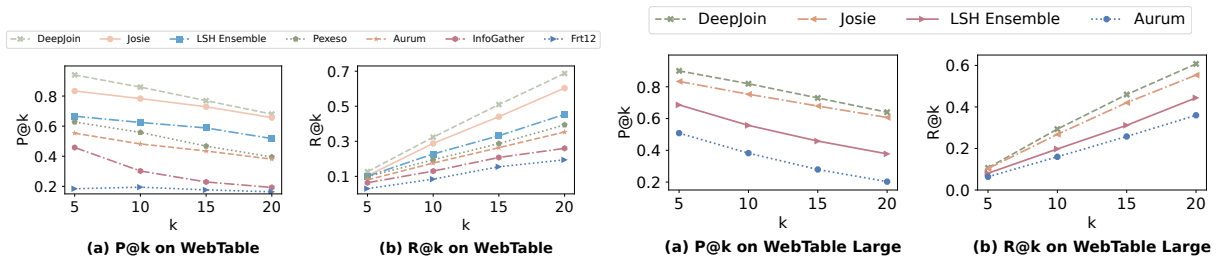 DeepJoin Josie LSH Ensemble Pexeso Aurum InfoGather Frt12
P@k
0.8
0.6
0.4
0.2
5 10 15 20
k
(a) P@k on WebTable
R@k
0.7
0.5
0.3
0.1
5 10 15 20
k
(b) R@k on WebTable
DeepJoin Josie LSH Ensemble Aurum
P@k
0.8
0.6
0.4
0.2
5 10 15 20
k
(a) P@k on WebTable Large
R@k
0.6
0.4
0.2
0.0
5 10 15 20
k
(b) R@k on WebTable Large